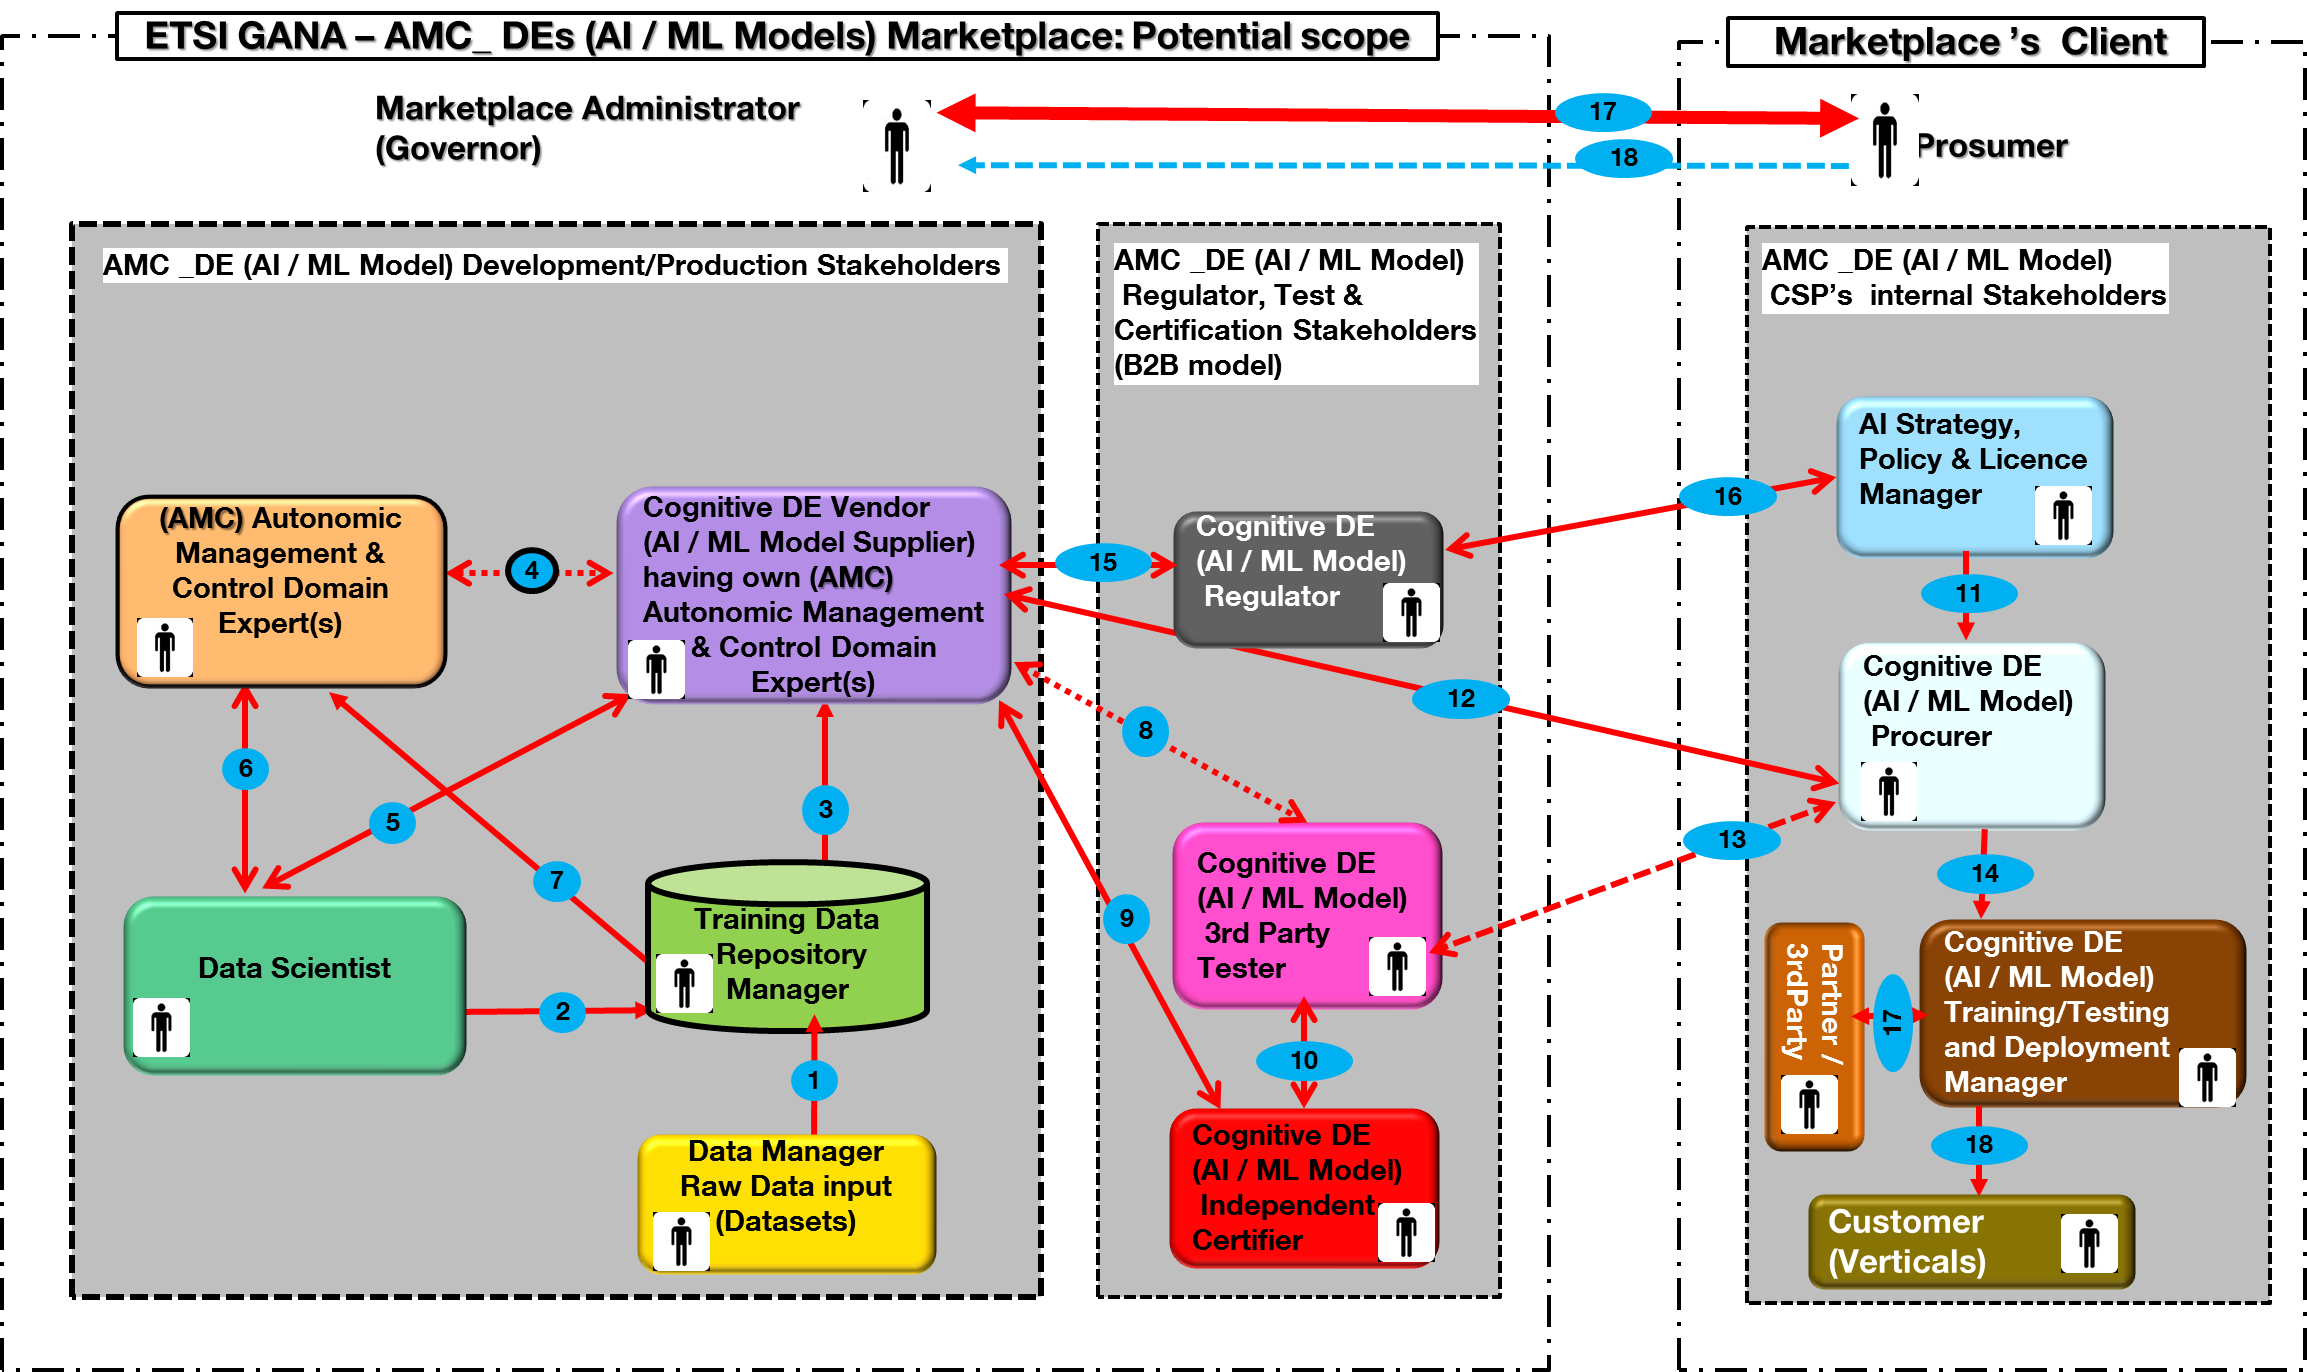 ETSI GANA – AMC_ DEs (AI / ML Models) Marketplace: Potential scope
Marketplace 's  Client
Marketplace Administrator
(Governor)
17
18
Prosumer
AMC _DE (AI / ML Model) Development/Production Stakeholders
AMC _DE (AI / ML Model)
Regulator, Test &
Certification Stakeholders
(B2B model)
AMC _DE (AI / ML Model)
CSP's  internal Stakeholders
(AMC) Autonomic
Management &
Control Domain
Expert(s)
4
Cognitive DE Vendor
(AI / ML Model Supplier)
having own (AMC)
Autonomic Management
& Control Domain
Expert(s)
15
Cognitive DE
(AI / ML Model)
Regulator
16
AI Strategy,
Policy & Licence
Manager
11
12
Cognitive DE
(AI / ML Model)
Procurer
6
5
7
3
8
9
13
14
Data Scientist
2
Training Data
Repository
Manager
1
Data Manager
Raw Data input
(Datasets)
Cognitive DE
(AI / ML Model)
3rd Party
Tester
10
Cognitive DE
(AI / ML Model)
Independent
Certifier
Partner /
3rdParty
17
Cognitive DE
(AI / ML Model)
Training/Testing
and Deployment
Manager
18
Customer
(Verticals)